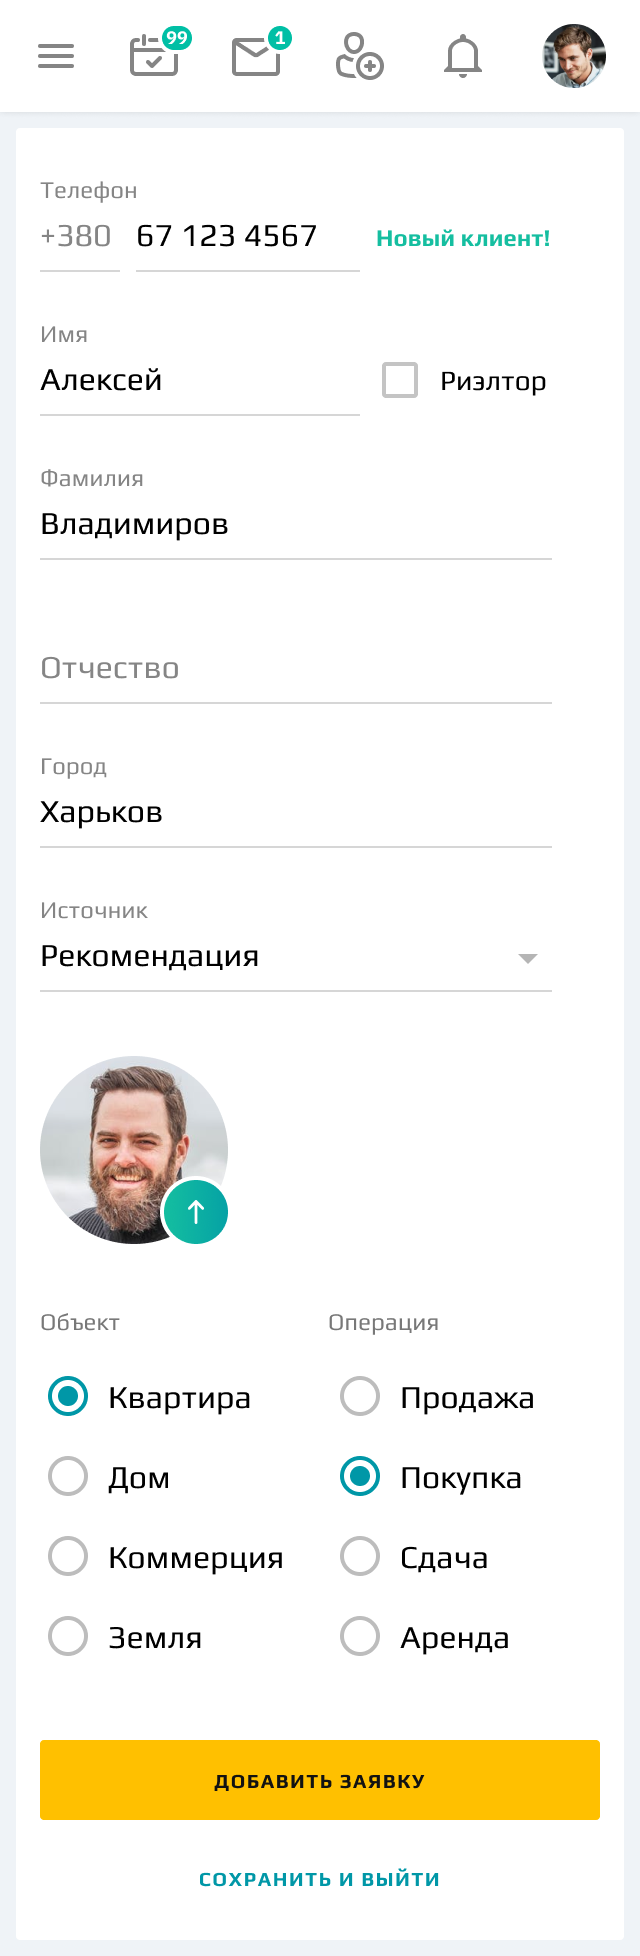 99 1
Телефон
+380 67 123 4567 Новый клиент!
Имя
Алексей Риэлтор
Фамилия
Владимиров
Отчество
Город
Харьков
Источник
Рекомендация
Объект Операция
Квартира Продажа
Дом Покупка
Коммерция Сдача
Земля Аренда
ДОБАВИТЬ ЗАЯВКУ
СОХРАНИТЬ И ВЫЙТИ